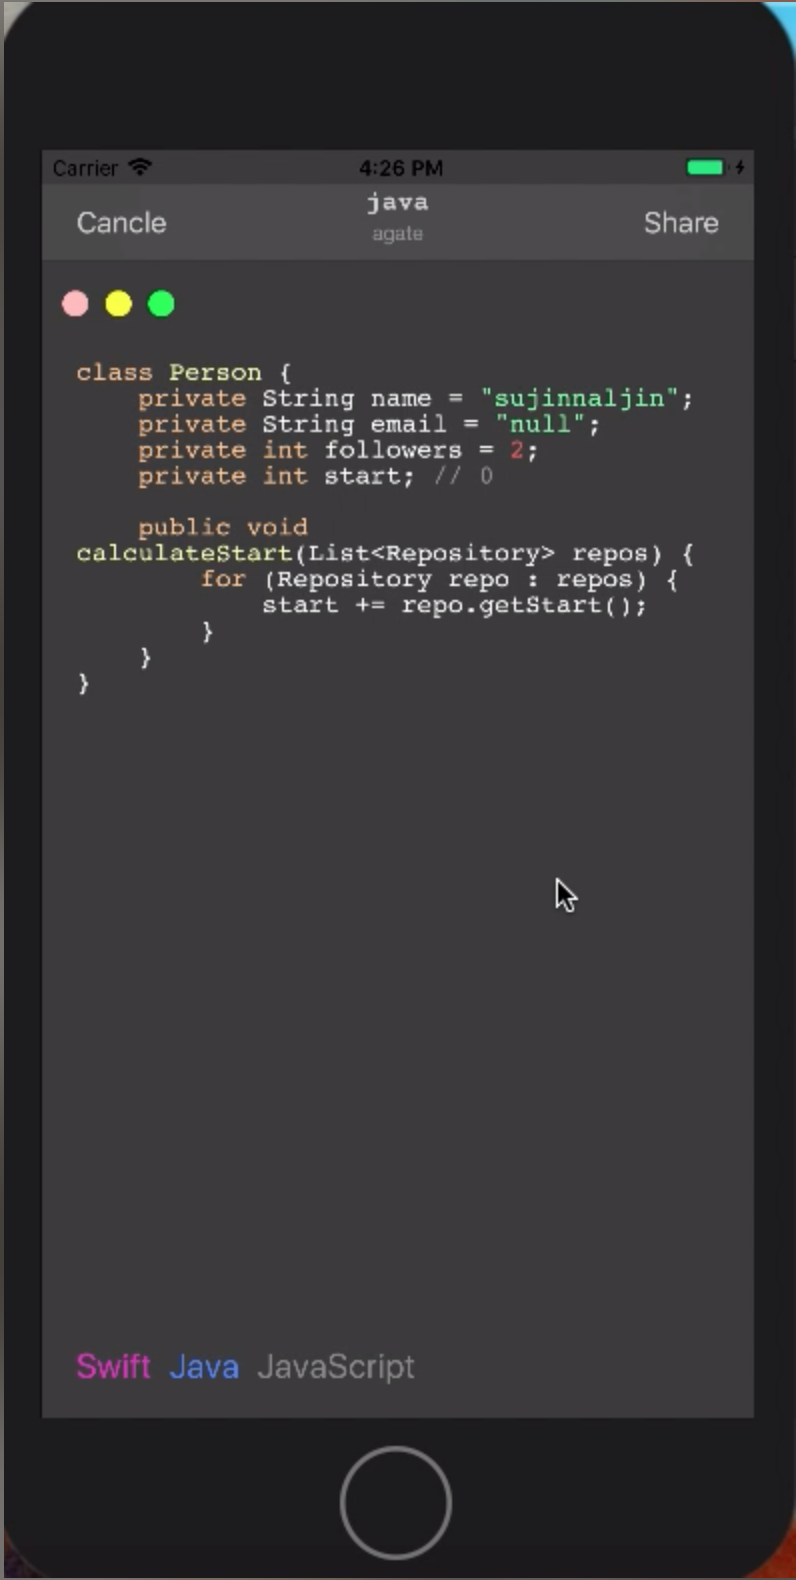 Carrier 4:26 PM
java
Cancle agate Share
class Person {
    private String name = "sujinnaljin";
    private String email = "null";
    private int followers = 2;
    private int start; // 0

    public void
calculateStart(List<Repository> repos) {
        for (Repository repo : repos) {
            start += repo.getStart();
        }
    }
}
Swift Java JavaScript